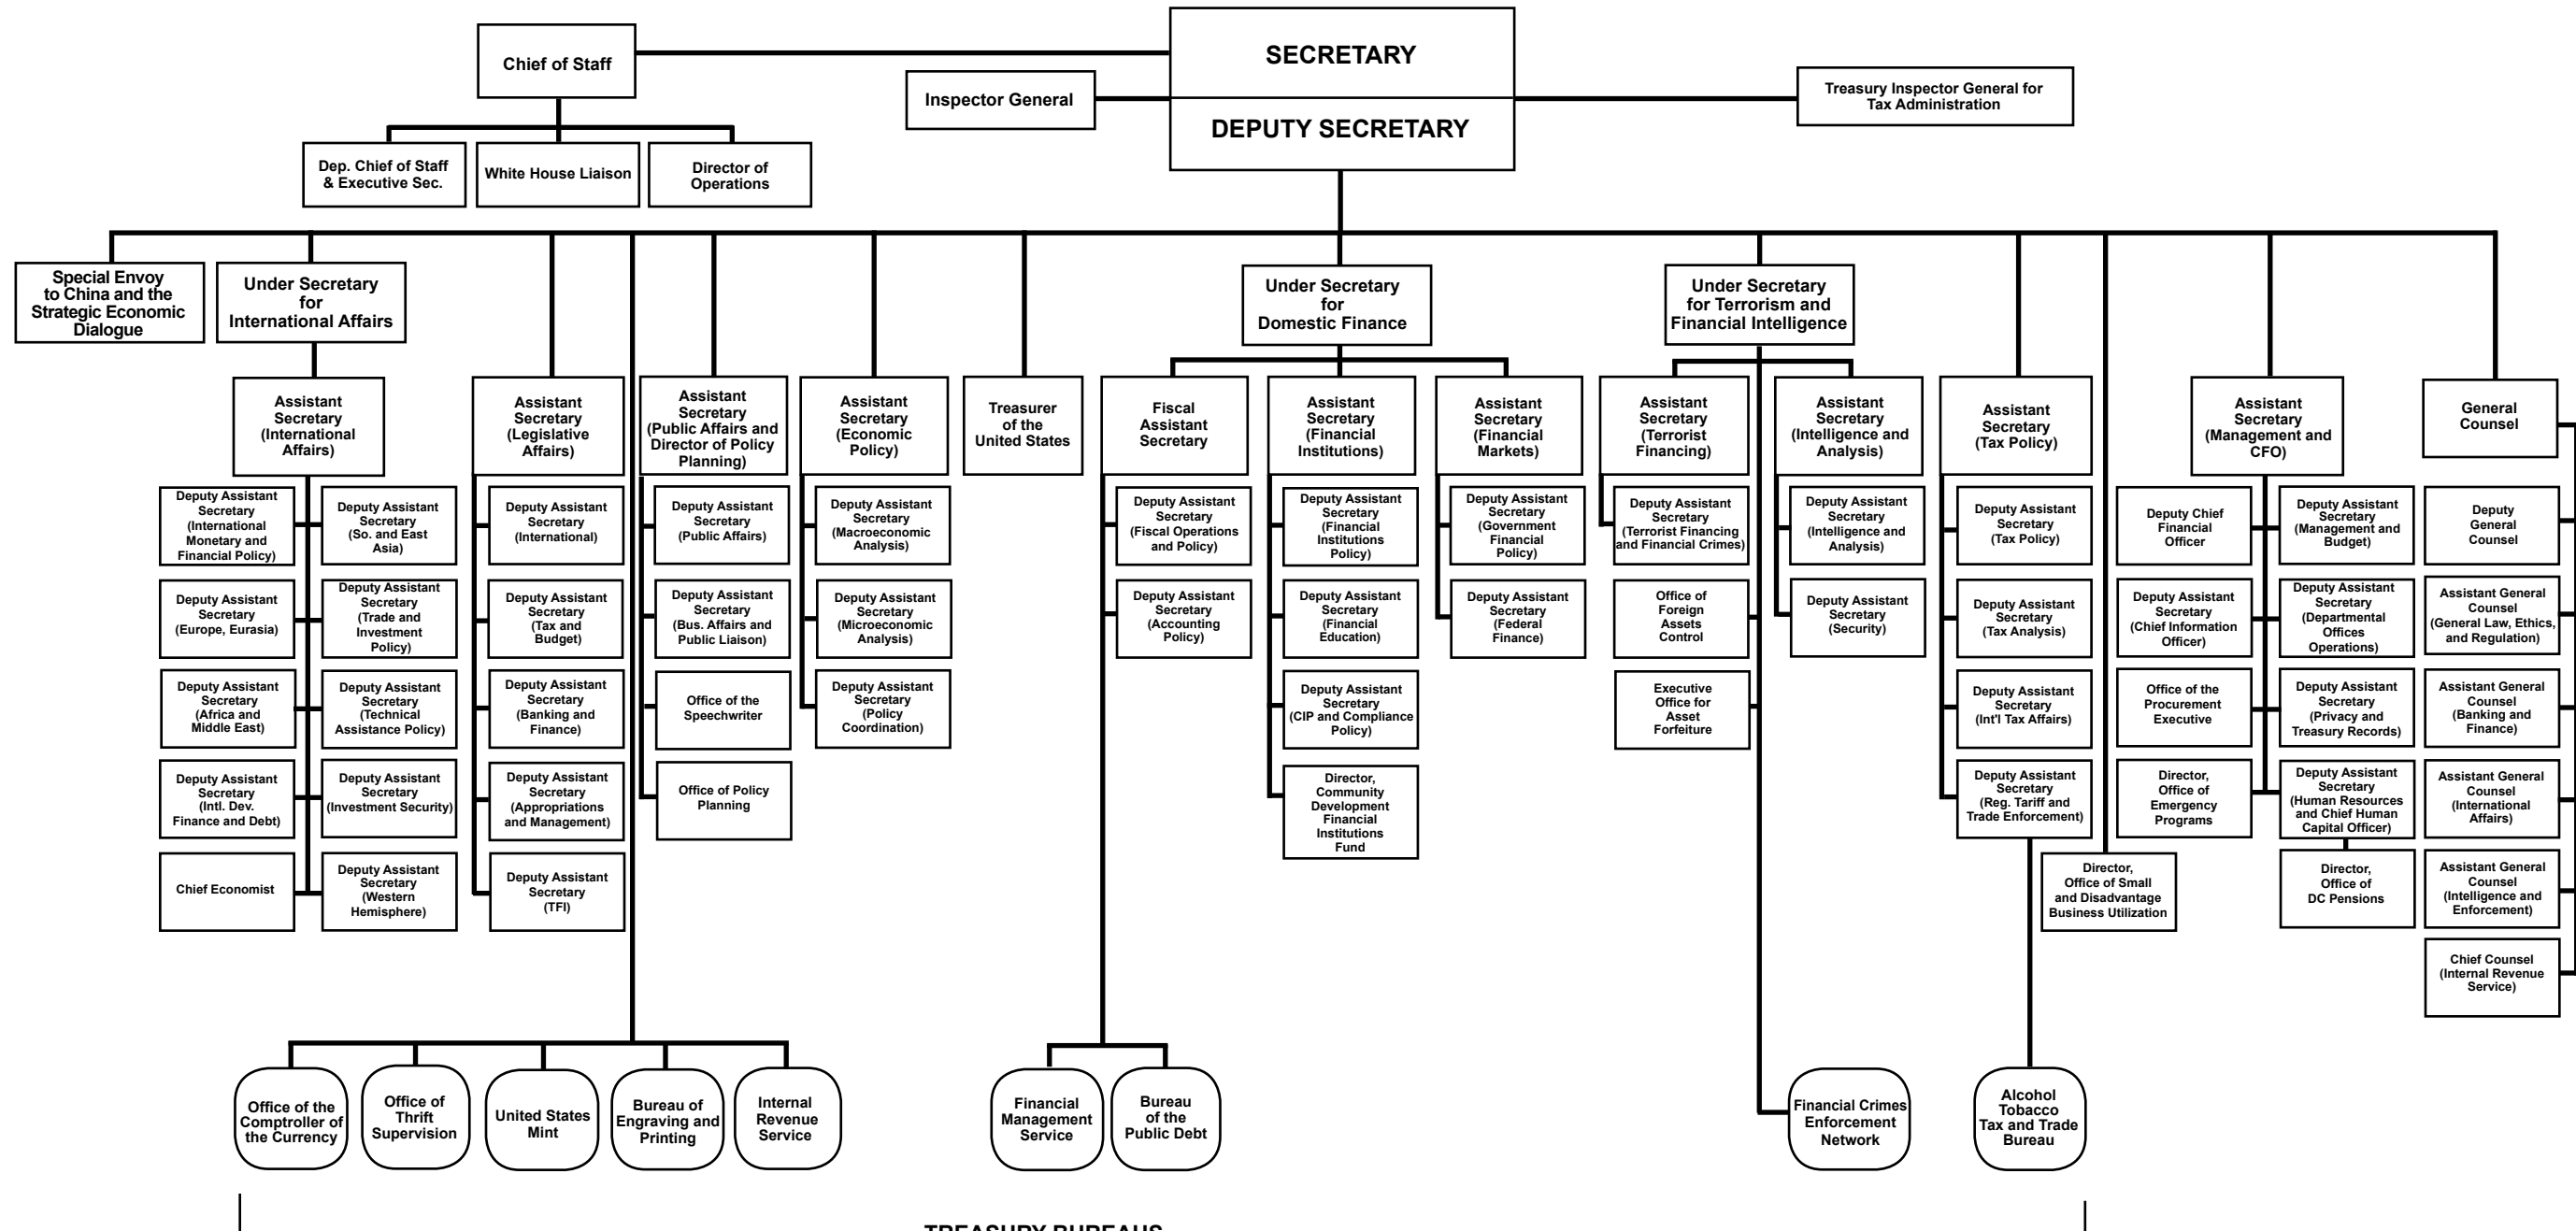 SECRETARY
DEPUTY SECRETARY
Chief of Staff
Inspector General
Treasury Inspector General for
Tax Administration
Dep. Chief of Staff
& Executive Sec.
White House Liaison
Director of
Operations
Special Envoy
to China and the
Strategic Economic
Dialogue
Under Secretary
for
International Affairs
Under Secretary
for
Domestic Finance
Under Secretary
for Terrorism and
Financial Intelligence
Assistant
Secretary
(International
Affairs)
Assistant
Secretary
(Legislative
Affairs)
Assistant
Secretary
(Public Affairs and
Director of Policy
Planning)
Assistant
Secretary
(Economic
Policy)
Treasurer
of the
United States
Fiscal
Assistant
Secretary
Assistant
Secretary
(Financial
Institutions)
Assistant
Secretary
(Financial
Markets)
Assistant
Secretary
(Terrorist
Financing)
Assistant
Secretary
(Intelligence and
Analysis)
Assistant
Secretary
(Tax Policy)
Assistant
Secretary
(Management and
CFO)
General
Counsel
Deputy Assistant
Secretary
(International
Monetary and
Financial Policy)
Deputy Assistant
Secretary
(So. and East
Asia)
Deputy Assistant
Secretary
(International)
Deputy Assistant
Secretary
(Public Affairs)
Deputy Assistant
Secretary
(Macroeconomic
Analysis)
Deputy Assistant
Secretary
(Fiscal Operations
and Policy)
Deputy Assistant
Secretary
(Financial
Institutions
Policy)
Deputy Assistant
Secretary
(Government
Financial
Policy)
Deputy Assistant
Secretary
(Terrorist Financing
and Financial Crimes)
Deputy Assistant
Secretary
(Intelligence and
Analysis)
Deputy Assistant
Secretary
(Tax Policy)
Deputy Chief
Financial
Officer
Deputy Assistant
Secretary
(Management and
Budget)
Deputy
General
Counsel
Deputy Assistant
Secretary
(Europe, Eurasia)
Deputy Assistant
Secretary
(Trade and
Investment
Policy)
Deputy Assistant
Secretary
(Tax and
Budget)
Deputy Assistant
Secretary
(Bus. Affairs and
Public Liaison)
Deputy Assistant
Secretary
(Microeconomic
Analysis)
Deputy Assistant
Secretary
(Accounting
Policy)
Deputy Assistant
Secretary
(Financial
Education)
Deputy Assistant
Secretary
(Federal
Finance)
Office of
Foreign
Assets
Control
Deputy Assistant
Secretary
(Security)
Deputy Assistant
Secretary
(Tax Analysis)
Deputy Assistant
Secretary
(Chief Information
Officer)
Deputy Assistant
Secretary
(Departmental
Offices
Operations)
Assistant General
Counsel
(General Law, Ethics,
and Regulation)
Deputy Assistant
Secretary
(Africa and
Middle East)
Deputy Assistant
Secretary
(Technical
Assistance Policy)
Deputy Assistant
Secretary
(Banking and
Finance)
Office of the
Speechwriter
Deputy Assistant
Secretary
(Policy
Coordination)
Deputy Assistant
Secretary
(CIP and Compliance
Policy)
Executive
Office for
Asset
Forfeiture
Deputy Assistant
Secretary
(Int'l Tax Affairs)
Office of the
Procurement
Executive
Deputy Assistant
Secretary
(Privacy and
Treasury Records)
Assistant General
Counsel
(Banking and
Finance)
Deputy Assistant
Secretary
(Intl. Dev.
Finance and Debt)
Deputy Assistant
Secretary
(Investment Security)
Deputy Assistant
Secretary
(Appropriations
and Management)
Office of Policy
Planning
Director,
Community
Development
Financial
Institutions
Fund
Deputy Assistant
Secretary
(Reg. Tariff and
Trade Enforcement)
Director,
Office of
Emergency
Programs
Deputy Assistant
Secretary
(Human Resources
and Chief Human
Capital Officer)
Assistant General
Counsel
(International
Affairs)
Chief Economist
Deputy Assistant
Secretary
(Western
Hemisphere)
Deputy Assistant
Secretary
(TFI)
Director,
Office of Small
and Disadvantage
Business Utilization
Director,
Office of
DC Pensions
Assistant General
Counsel
(Intelligence and
Enforcement)
Chief Counsel
(Internal Revenue
Service)
Office of the
Comptroller of
the Currency
Office of
Thrift
Supervision
United States
Mint
Bureau of
Engraving and
Printing
Internal
Revenue
Service
Financial
Management
Service
Bureau
of the
Public Debt
Financial Crimes
Enforcement
Network
Alcohol
Tobacco
Tax and Trade
Bureau
TREASURY BUREAUS